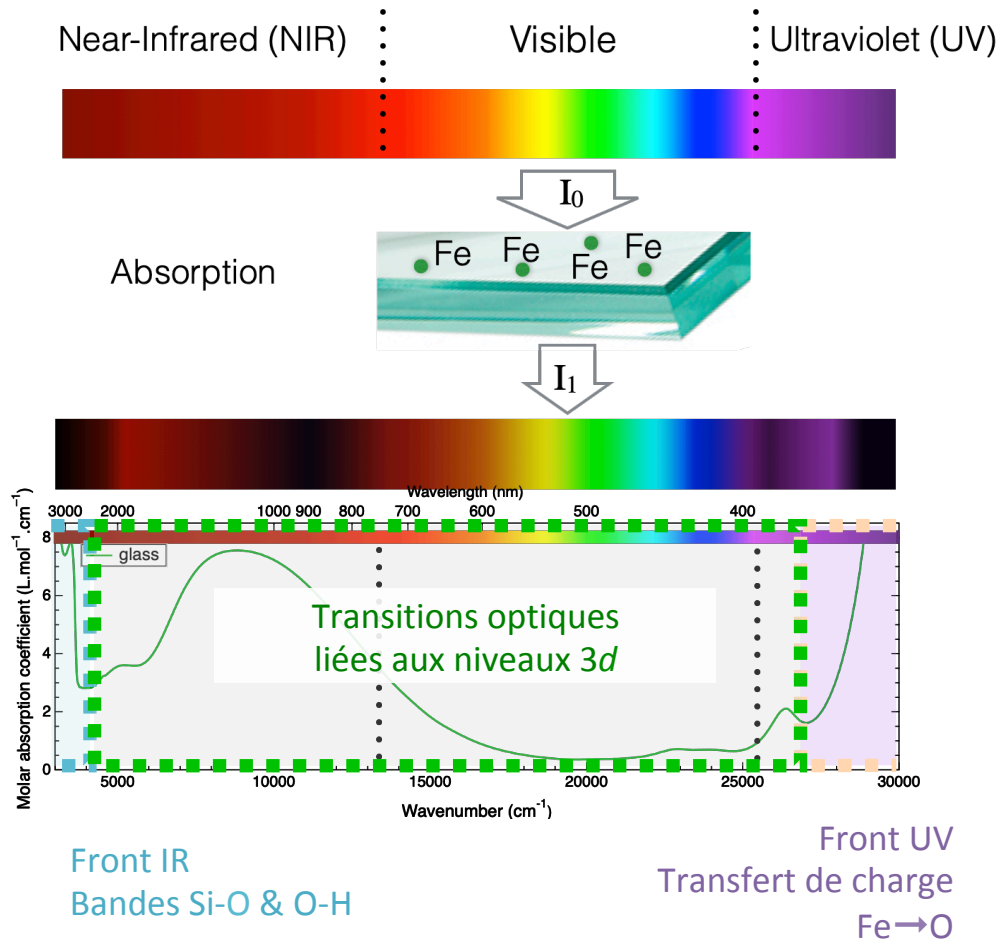 Near-Infrared (NIR)
Visible
Ultraviolet (UV)
I₀
Fe Fe Fe Fe
Absorption
I₁
Wavelength (nm)
3000 2000 1000 900 800 700 600 500 400
Molar absorption coefficient (L.mol⁻¹.cm⁻¹)
8
6
4
2
0
glass
Transitions optiques
liées aux niveaux 3d
5000 10000 15000 20000 25000 30000
Wavenumber (cm⁻¹)
Front IR
Bandes Si-O & O-H
Front UV
Transfert de charge
Fe→O